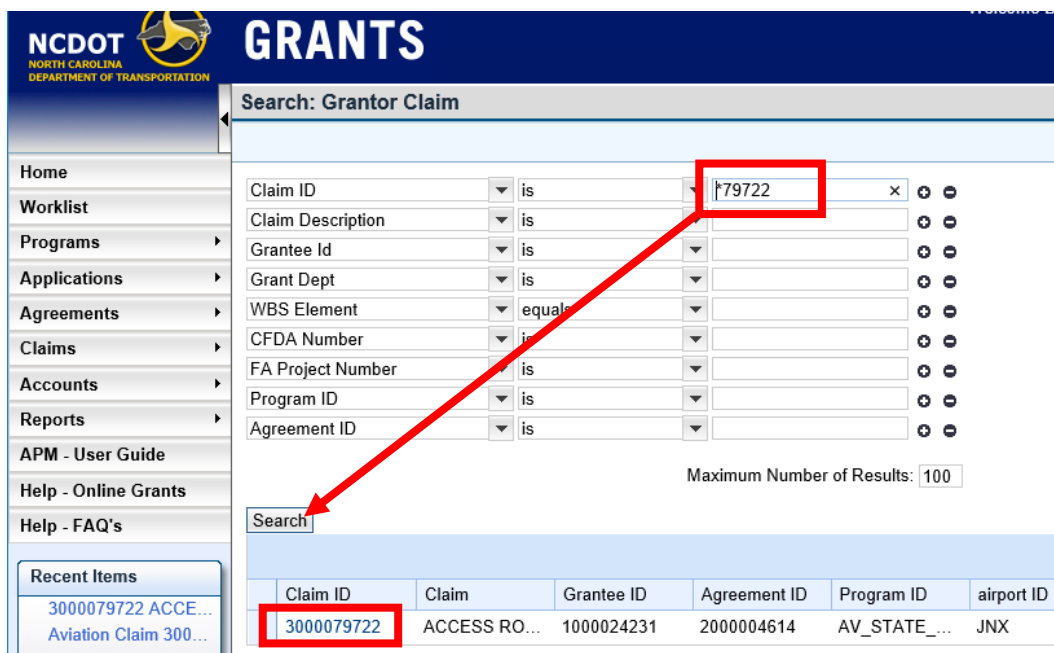 NCDOT
NORTH CAROLINA
DEPARTMENT OF TRANSPORTATION
GRANTS
Search: Grantor Claim
Home
Worklist
Programs
Applications
Agreements
Claims
Accounts
Reports
APM - User Guide
Help - Online Grants
Help - FAQ's
Recent Items
3000079722 ACCE...
Aviation Claim 300...
Claim ID is *79722
Claim Description is
Grantee Id is
Grant Dept is
WBS Element equals
CFDA Number is
FA Project Number is
Program ID is
Agreement ID is
Maximum Number of Results: 100
Search
Claim ID Claim Grantee ID Agreement ID Program ID airport ID
3000079722 ACCESS RO... 1000024231 2000004614 AV_STATE_... JNX